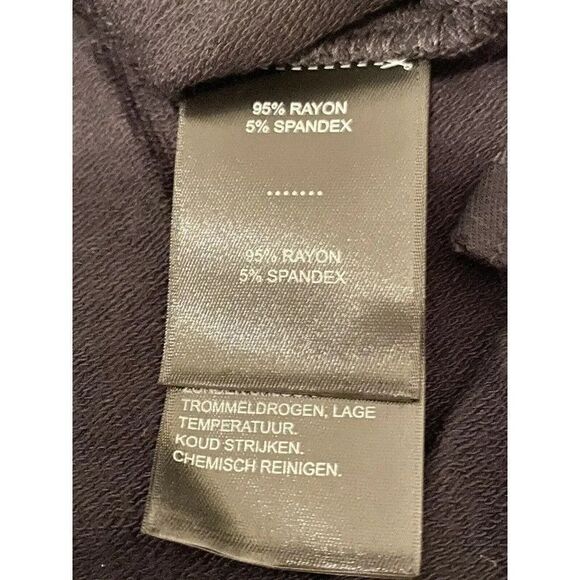 95% RAYON
5% SPANDEX
.......
95% RAYON
5% SPANDEX
TROMMELDROGEN, LAGE
TEMPERATUUR.
KOUD STRIJKEN.
CHEMISCH REINIGEN.